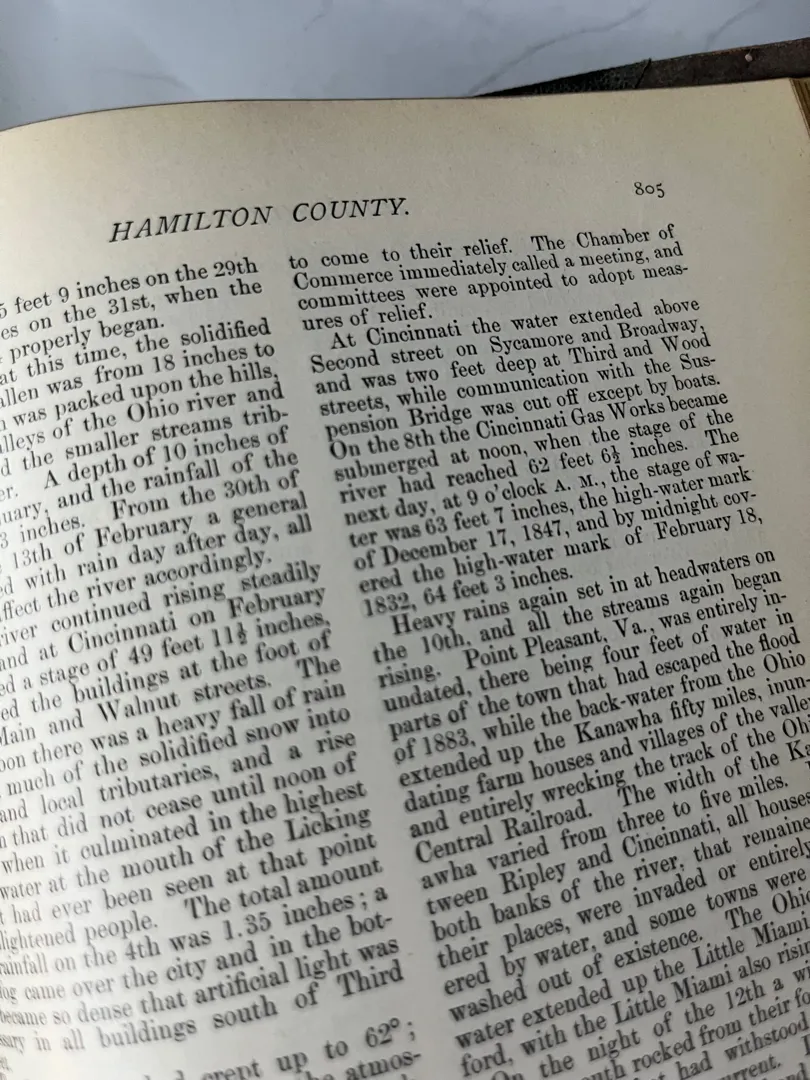 HAMILTON COUNTY.
805
5 feet 9 inches on the 29th
es on the 31st, when the
properly began.
at this time, the solidified
allen was from 18 inches to
was packed upon the hills,
lleys of the Ohio river and
d the smaller streams trib-
er. A depth of 10 inches of
uary, and the rainfall of the
3 inches. From the 30th of
13th of February a general
ed with rain day after day, all
ffect the river accordingly.
river continued rising steadily
and at Cincinnati on February
ed a stage of 49 feet 11½ inches,
ed the buildings at the foot of
Main and Walnut streets. The
oon there was a heavy fall of rain
much of the solidified snow into
and local tributaries, and a rise
n that did not cease until noon of
when it culminated in the highest
water at the mouth of the Licking
t had ever been seen at that point
lightened people. The total amount
rainfall on the 4th was 1.35 inches; a
fog came over the city and in the bot-
became so dense that artificial light was
ssary in all buildings south of Third
crept up to 62°;
the atmos-
to come to their relief. The Chamber of
Commerce immediately called a meeting, and
committees were appointed to adopt meas-
ures of relief.
At Cincinnati the water extended above
Second street on Sycamore and Broadway,
and was two feet deep at Third and Wood
streets, while communication with the Sus-
pension Bridge was cut off except by boats.
On the 8th the Cincinnati Gas Works became
submerged at noon, when the stage of the
river had reached 62 feet 6½ inches. The
next day, at 9 o'clock A. M., the stage of wa-
ter was 63 feet 7 inches, the high-water mark
of December 17, 1847, and by midnight cov-
ered the high-water mark of February 18,
1832, 64 feet 3 inches.
Heavy rains again set in at headwaters on
the 10th, and all the streams again began
rising. Point Pleasant, Va., was entirely in-
undated, there being four feet of water in
parts of the town that had escaped the flood
of 1883, while the back-water from the Ohio
extended up the Kanawha fifty miles, inun-
dating farm houses and villages of the valley
and entirely wrecking the track of the Ohi
Central Railroad. The width of the Ka
awha varied from three to five miles.
tween Ripley and Cincinnati, all houses
both banks of the river, that remaine
their places, were invaded or entirely
ered by water, and some towns were
washed out of existence. The Ohio
water extended up the Little Miami
ford, with the Little Miami also risin
On the night of the 12th a w
outh rocked from their fo
had withstood
urrent.